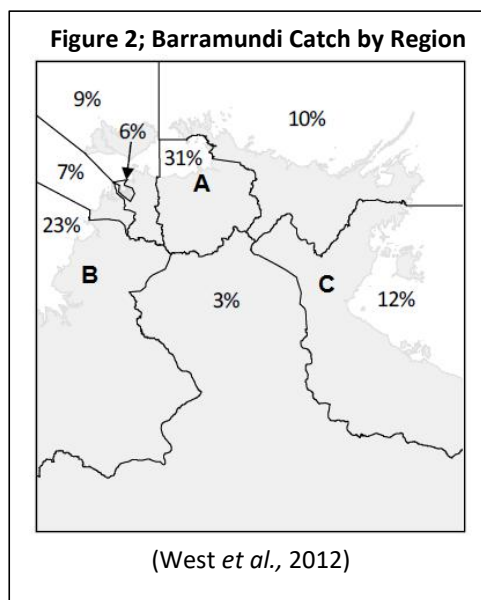 Figure 2; Barramundi Catch by Region
9%
10%
6%
31%
7%
A
23%
B
C
3%
12%
(West et al., 2012)